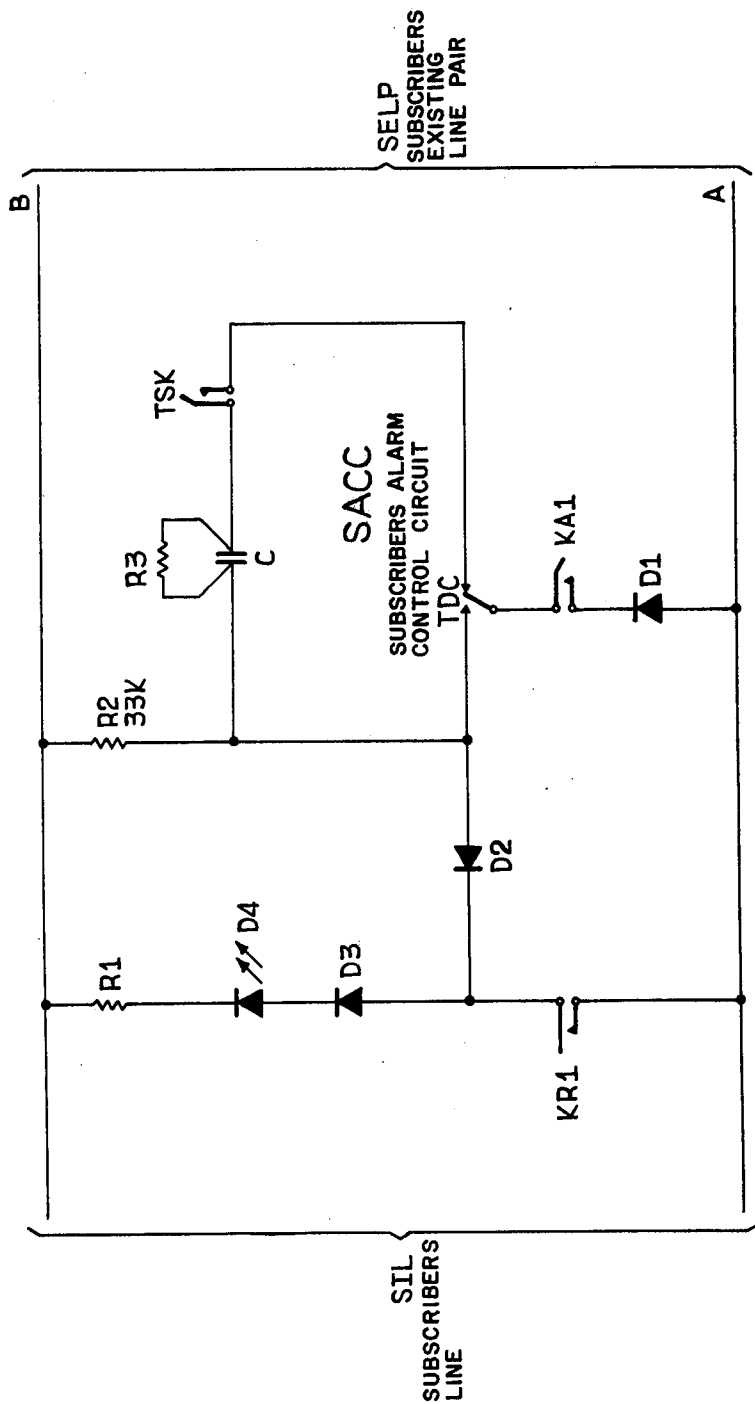 B
SELP
SUBSCRIBERS
EXISTING
LINE PAIR
A
TSK
R3
C
SACC
SUBSCRIBERS ALARM
CONTROL CIRCUIT
TDC
KA1
D1
R2
33K
D2
R1
D4
D3
KR1
SIL
SUBSCRIBERS
LINE